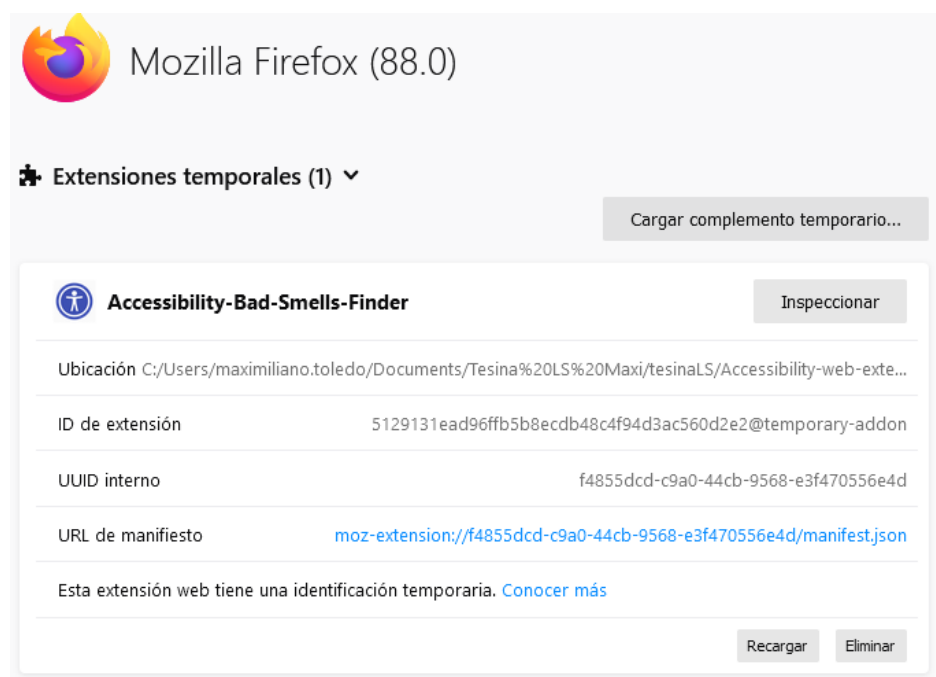 Mozilla Firefox (88.0)
Extensiones temporales (1)
Cargar complemento temporario...
Accessibility-Bad-Smells-Finder
Inspeccionar
Ubicación C:/Users/maximiliano.toledo/Documents/Tesina%20LS%20Maxi/tesinaLS/Accessibility-web-exte...
ID de extensión 5129131ead96ffb5b8ecdb48c4f94d3ac560d2e2@temporary-addon
UUID interno f4855dcd-c9a0-44cb-9568-e3f470556e4d
URL de manifiesto moz-extension://f4855dcd-c9a0-44cb-9568-e3f470556e4d/manifest.json
Esta extensión web tiene una identificación temporaria. Conocer más
Recargar Eliminar